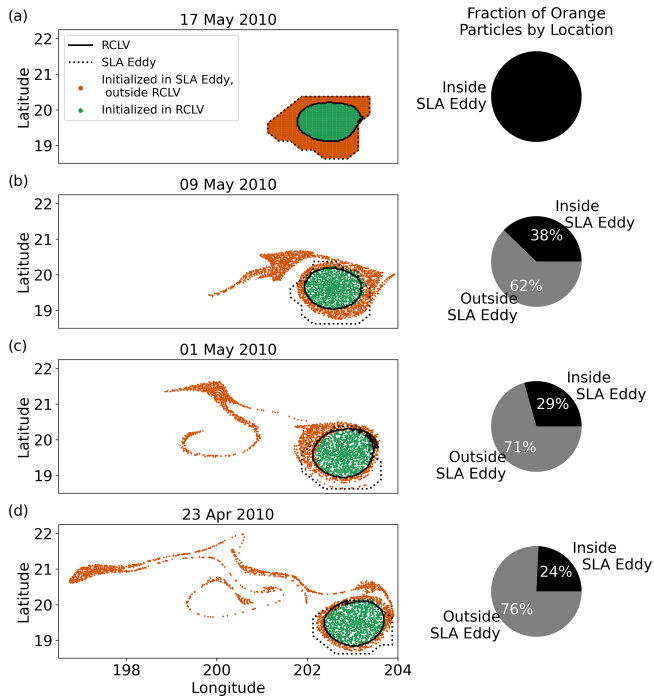 (a)
17 May 2010
Fraction of Orange
Particles by Location
22
21
20
19
Latitude
RCLV
SLA Eddy
Initialized in SLA Eddy,
outside RCLV
Initialized in RCLV
Inside
SLA Eddy
(b)
09 May 2010
22
21
20
19
Latitude
Inside
SLA Eddy
38%
62%
Outside
SLA Eddy
(c)
01 May 2010
22
21
20
19
Latitude
Inside
SLA Eddy
29%
71%
Outside
SLA Eddy
(d)
23 Apr 2010
22
21
20
19
Latitude
198
200
202
204
Longitude
Inside
SLA Eddy
24%
76%
Outside
SLA Eddy